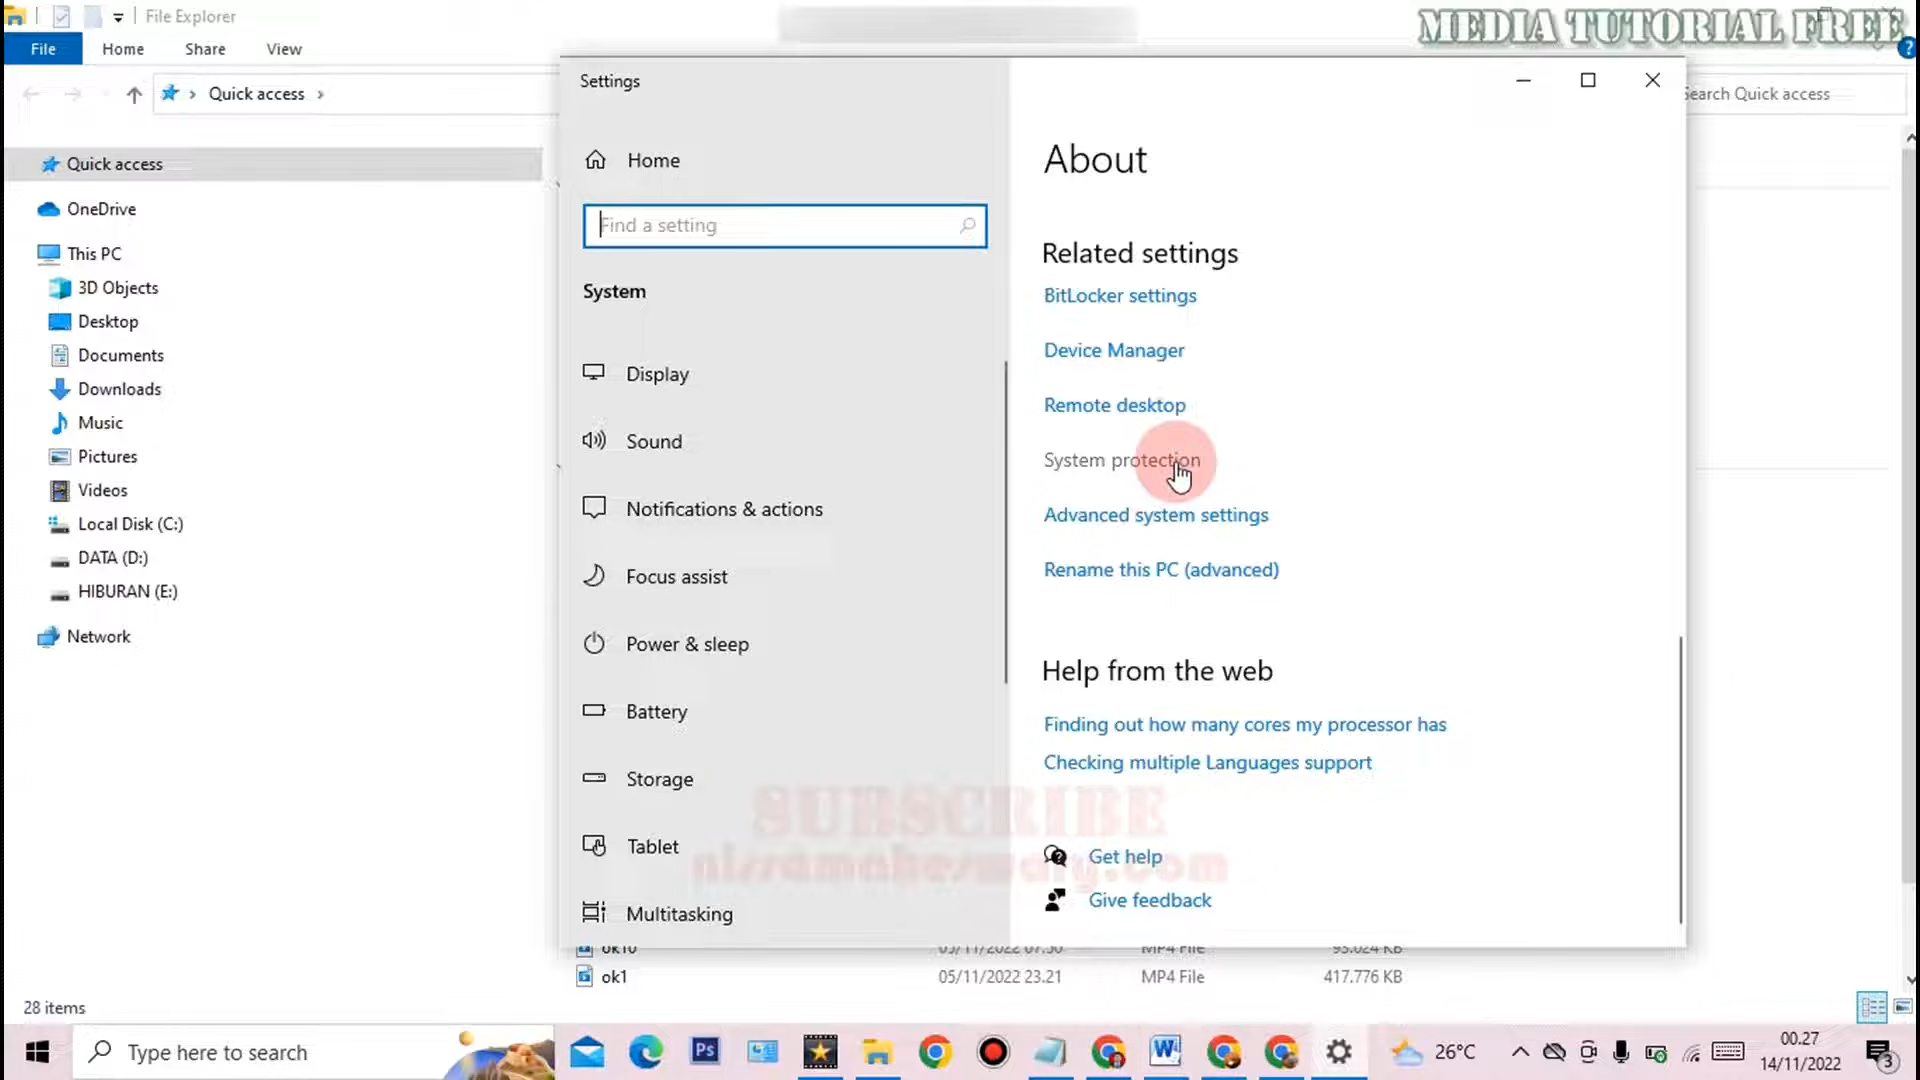 File Explorer
MEDIA TUTORIAL FREE
File
Home
Share
View
?
Quick access
Search Quick access
Quick access
OneDrive
This PC
3D Objects
Desktop
Documents
Downloads
Music
Pictures
Videos
Local Disk (C:)
DATA (D:)
HIBURAN (E:)
Network
Settings
Home
Find a setting
System
Display
Sound
Notifications & actions
Focus assist
Power & sleep
Battery
Storage
Tablet
Multitasking
About
Related settings
BitLocker settings
Device Manager
Remote desktop
System protection
Advanced system settings
Rename this PC (advanced)
Help from the web
Finding out how many cores my processor has
Checking multiple Languages support
Get help
Give feedback
SUBSCRIBE
nissamaheswary.com
ok10 05/11/2022 07.50 MP4 File 93.024 KB
ok1 05/11/2022 23.21 MP4 File 417.776 KB
28 items
Type here to search
Ps
W
26°C
00.27
14/11/2022
3